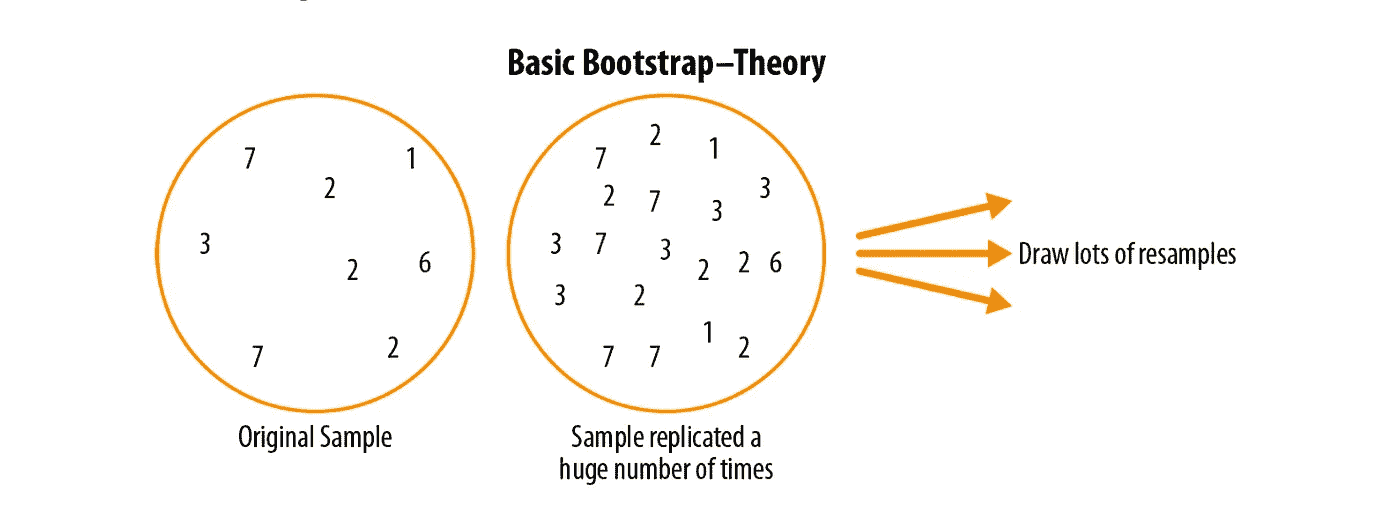 Basic Bootstrap–Theory
7 1
2
3
2 6
7 2
Original Sample
2
7 1
2 7 3 3
3 7 3
2 2 6
3 2
1
7 7 2
Sample replicated a
huge number of times
Draw lots of resamples